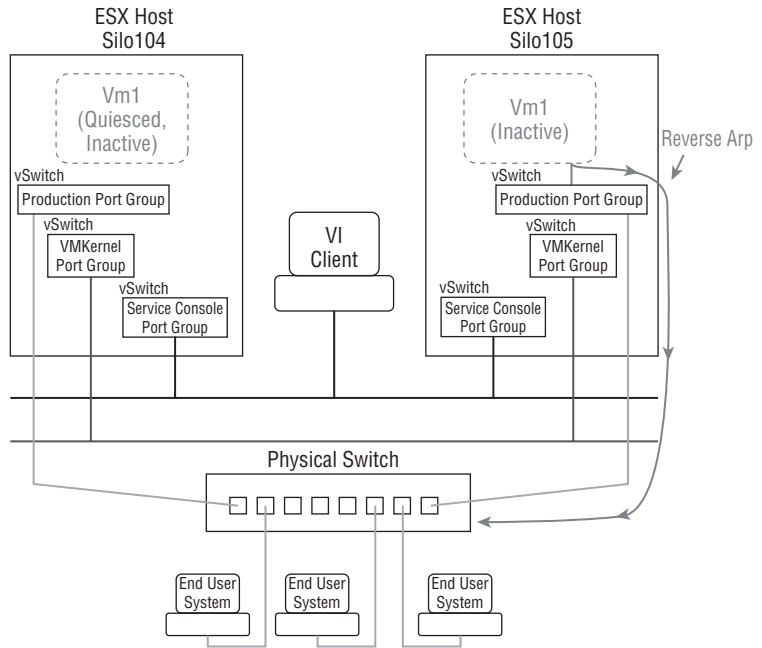 ESX Host
Silo104
Vm1
(Quiesced,
Inactive)
vSwitch
Production Port Group
vSwitch
VMKernel
Port Group
vSwitch
Service Console
Port Group
VI
Client
ESX Host
Silo105
Vm1
(Inactive)
Reverse Arp
vSwitch
Production Port Group
vSwitch
VMKernel
Port Group
vSwitch
Service Console
Port Group
Physical Switch
End User
System
End User
System
End User
System